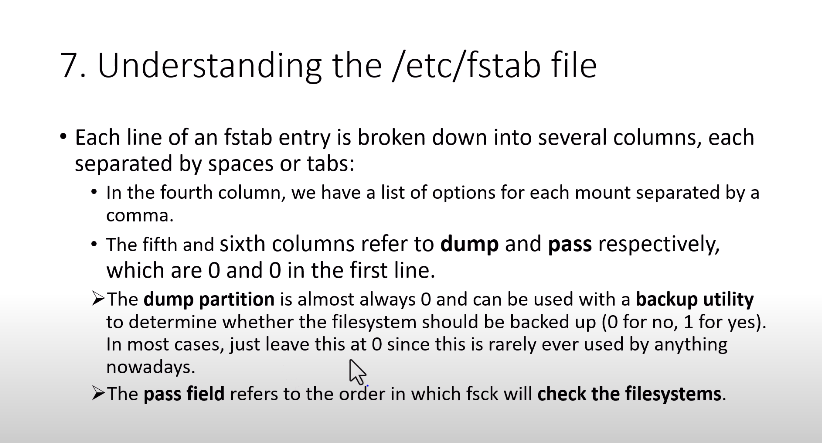 7. Understanding the /etc/fstab file
• Each line of an fstab entry is broken down into several columns, each
separated by spaces or tabs:
• In the fourth column, we have a list of options for each mount separated by a
comma.
• The fifth and sixth columns refer to dump and pass respectively,
which are 0 and 0 in the first line.
➢The dump partition is almost always 0 and can be used with a backup utility
to determine whether the filesystem should be backed up (0 for no, 1 for yes).
In most cases, just leave this at 0 since this is rarely ever used by anything
nowadays.
➢The pass field refers to the order in which fsck will check the filesystems.